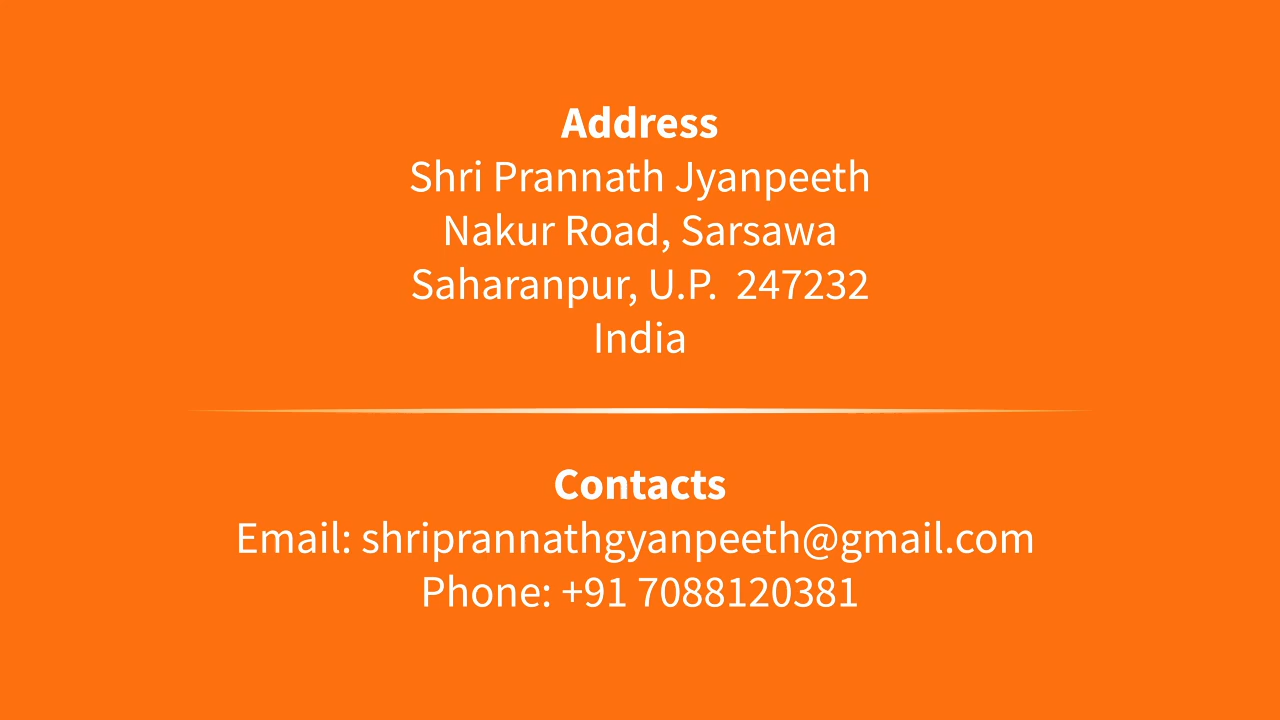 Address
Shri Prannath Jyanpeeth
Nakur Road, Sarsawa
Saharanpur, U.P.  247232
India
Contacts
Email: shriprannathgyanpeeth@gmail.com
Phone: +91 7088120381